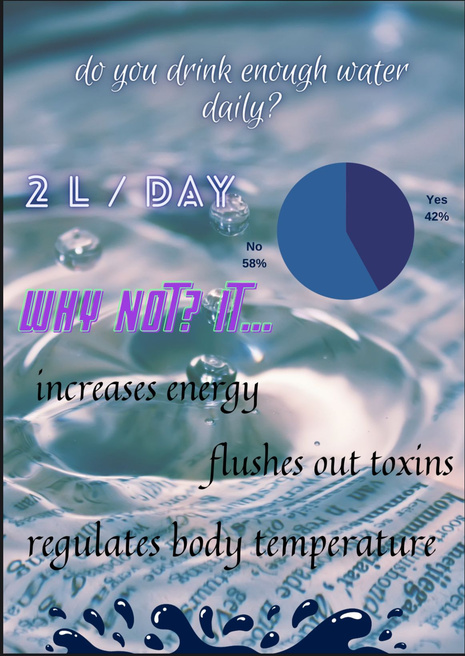 do you drink enough water
daily?
2 L / DAY
Yes
42%
No
58%
WHY NOT? IT...
increases energy
flushes out toxins
regulates body temperature